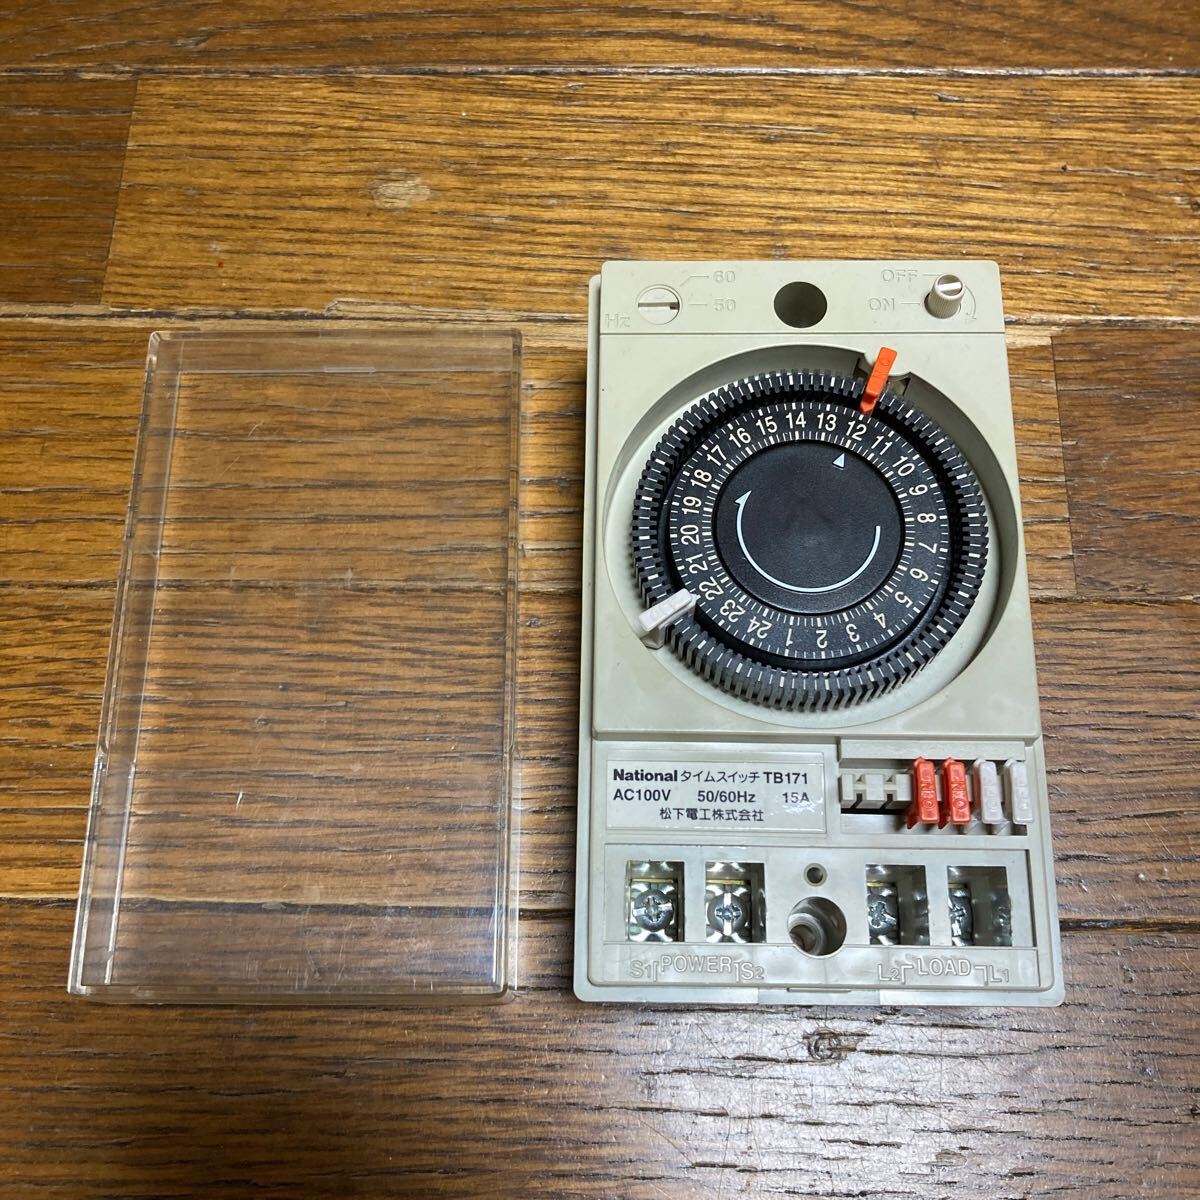 60
OFF
50
ON
Hz
1 2 3 4 5 6 7 8 9 10 11 12 13 14 15 16 17 18 19 20 21 22 23 24
National タイムスイッチ TB171
AC100V 50/60Hz 15A
松下電工株式会社
S1 POWER S2
L2 LOAD L1